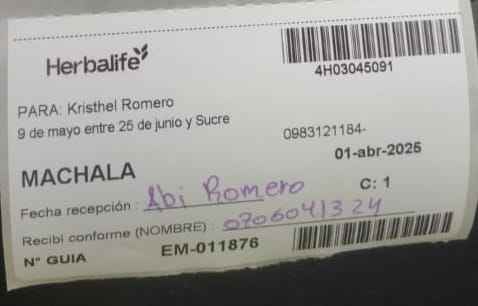 Herbalife
4H03045091
PARA: Kristhel Romero
9 de mayo entre 25 de junio y Sucre
0983121184-
01-abr-2025
MACHALA
C: 1
Fecha recepción : Abi Romero
Recibi conforme (NOMBRE) : 0706041324
N° GUIA EM-011876